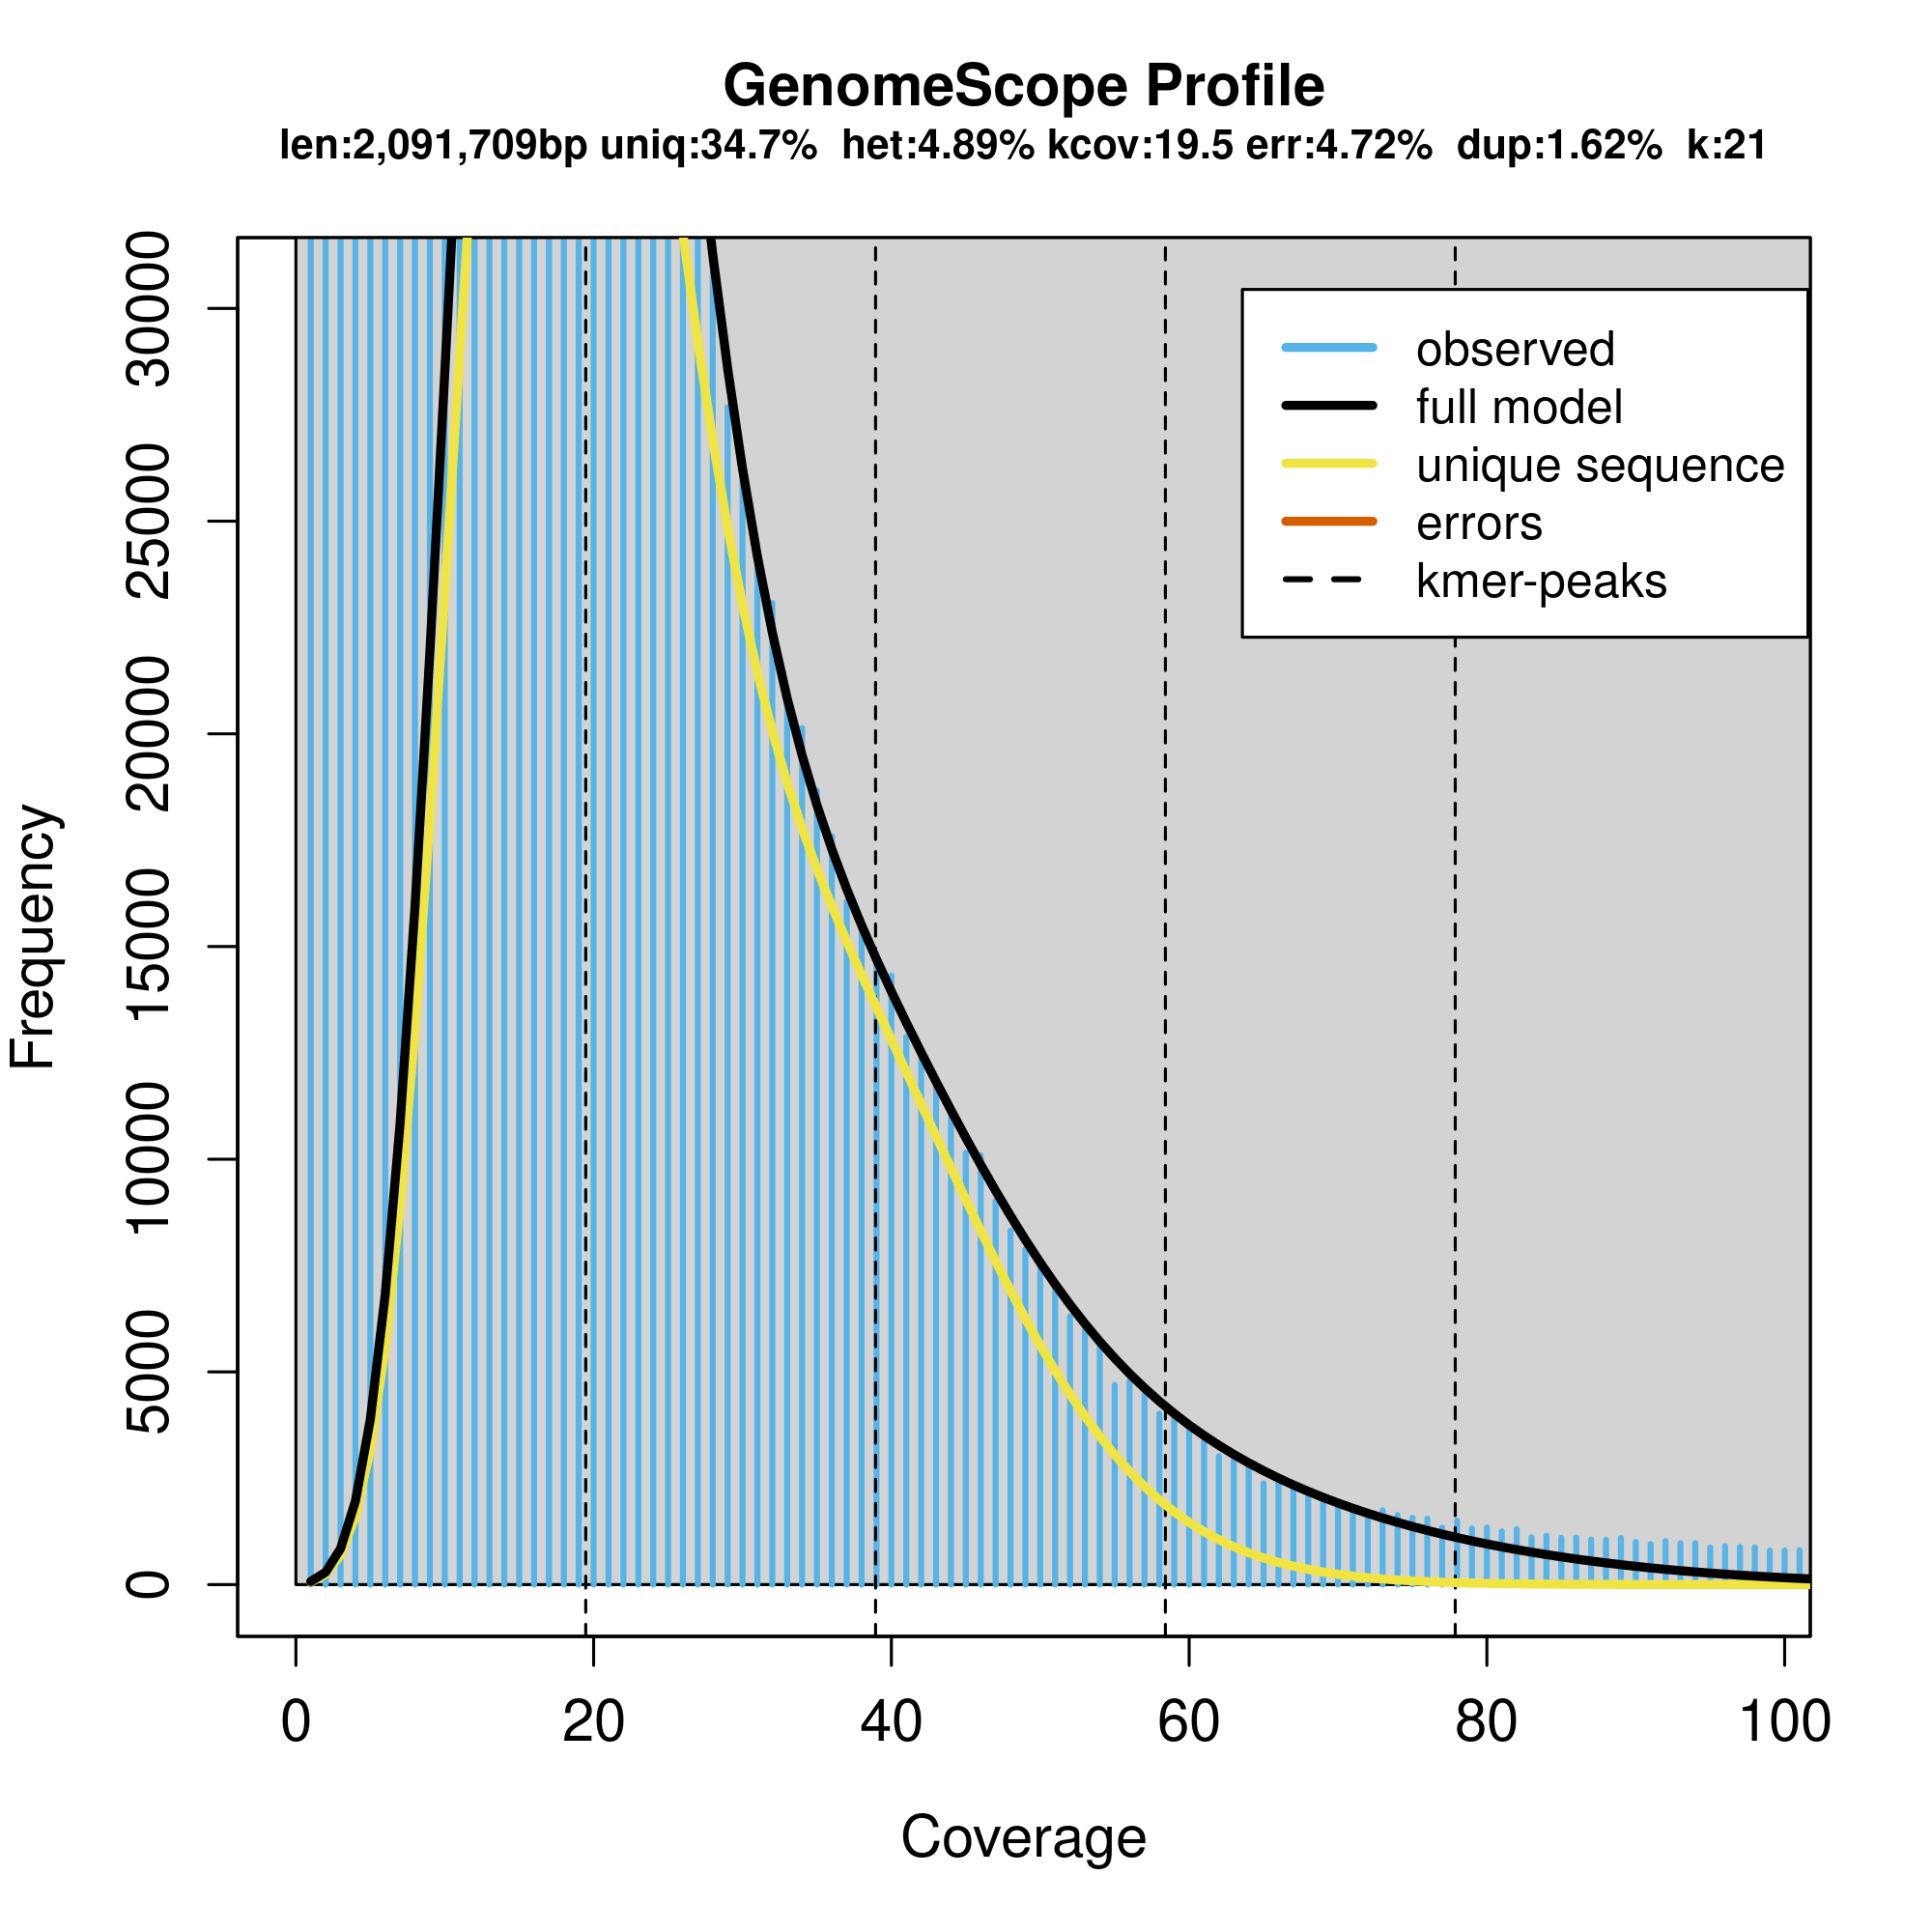 GenomeScope Profile
len:2,091,709bp uniq:34.7% het:4.89% kcov:19.5 err:4.72% dup:1.62% k:21
observed
full model
unique sequence
errors
kmer-peaks
Frequency
30000
25000
20000
15000
10000
5000
0
0 20 40 60 80 100
Coverage